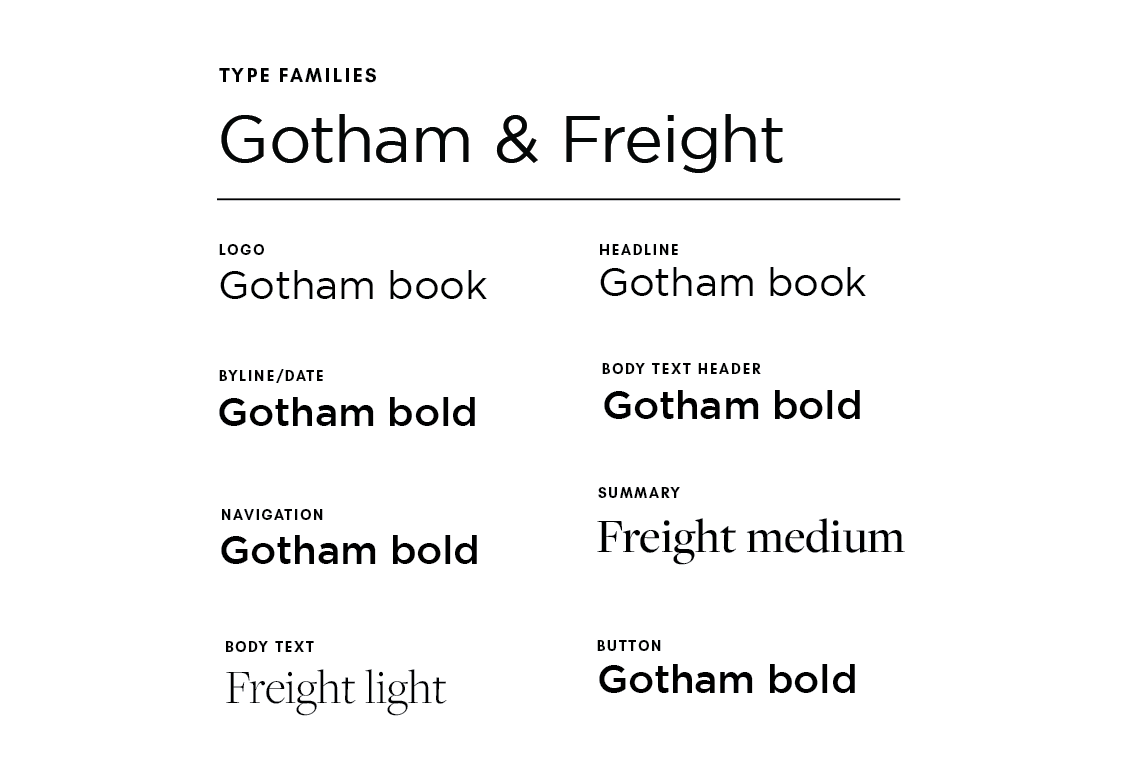 TYPE FAMILIES
Gotham & Freight
LOGO
Gotham book
HEADLINE
Gotham book
BYLINE/DATE
Gotham bold
BODY TEXT HEADER
Gotham bold
NAVIGATION
Gotham bold
SUMMARY
Freight medium
BODY TEXT
Freight light
BUTTON
Gotham bold